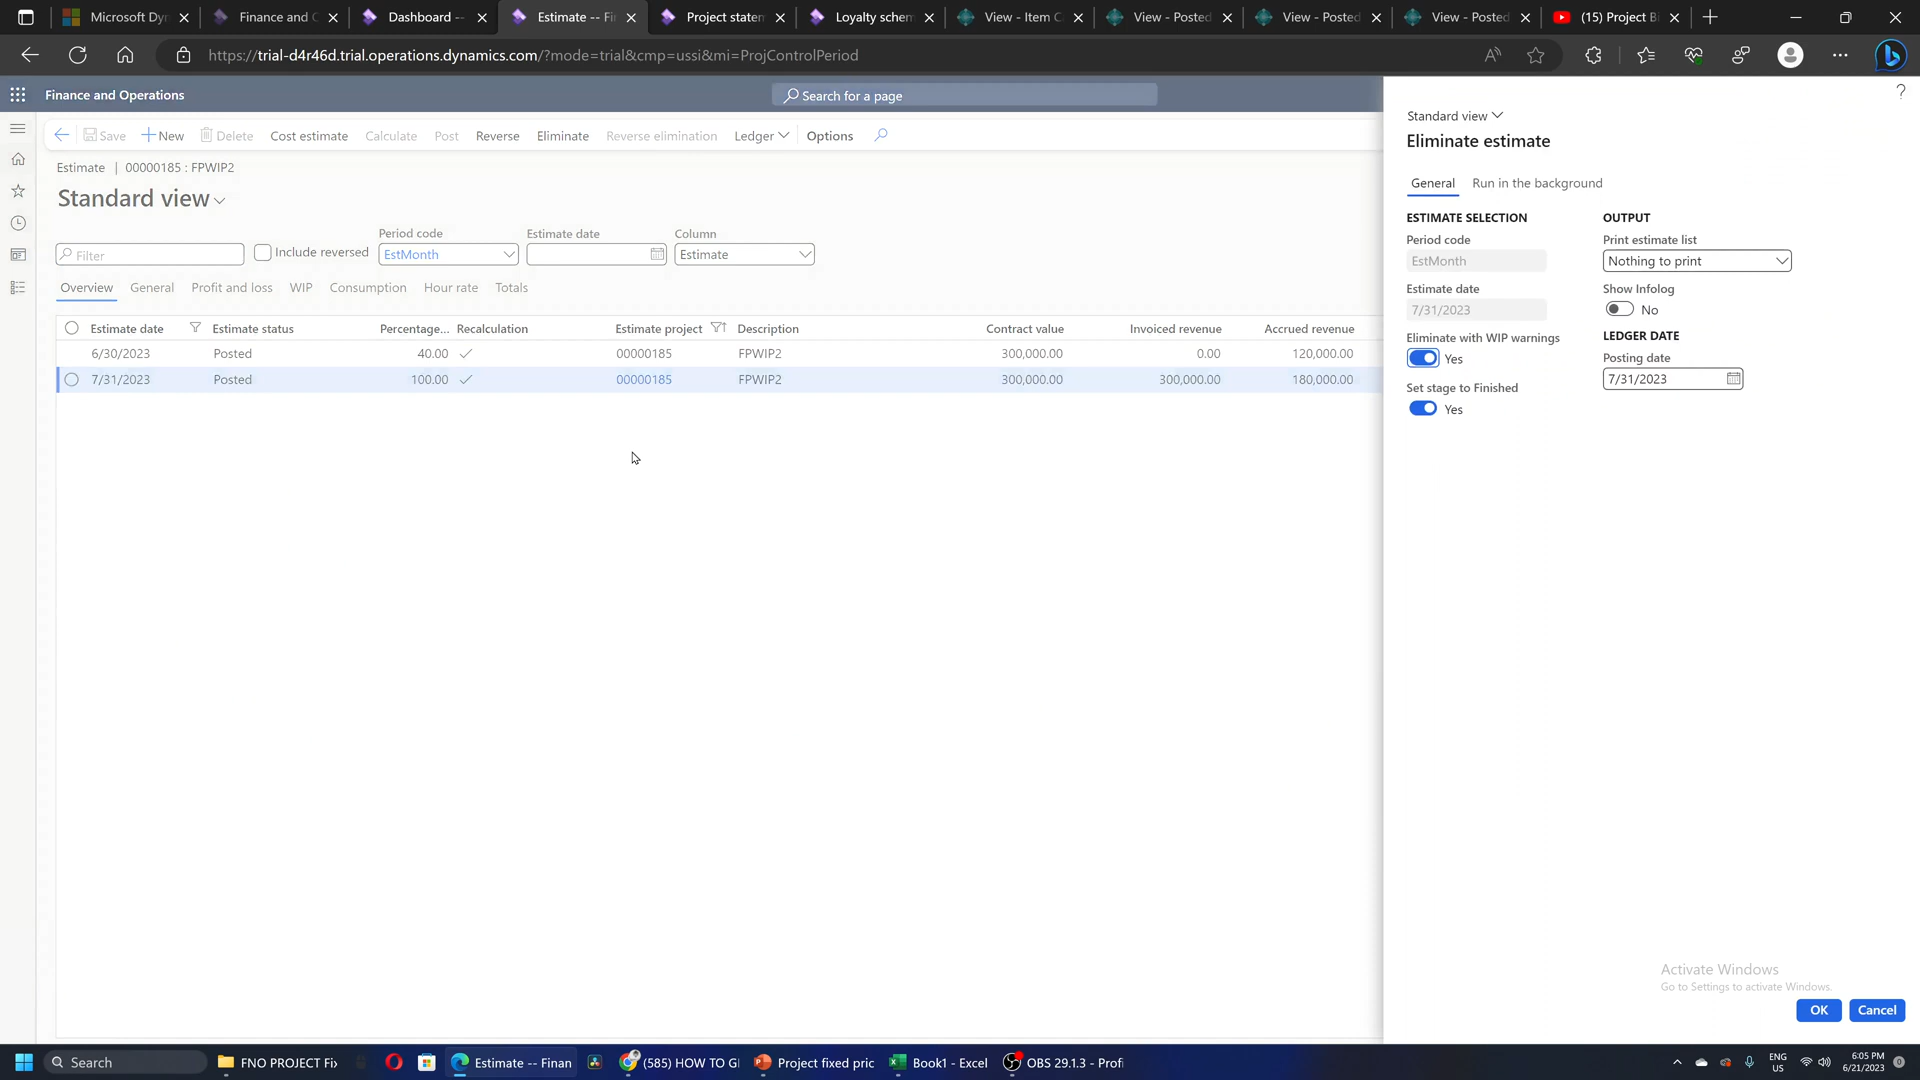 Microsoft Dyn
Finance and O
Dashboard --
Estimate -- Fi
Project statem
Loyalty schem
View - Item C
View - Posted
View - Posted
View - Posted
(15) Project B
https://trial-d4r46d.trial.operations.dynamics.com/?mode=trial&cmp=ussi&mi=ProjControlPeriod
Finance and Operations
Search for a page
?
Save New Delete Cost estimate Calculate Post Reverse Eliminate Reverse elimination Ledger Options
Estimate | 00000185 : FPWIP2
Standard view
Period code Estimate date Column
Filter Include reversed EstMonth Estimate
Overview General Profit and loss WIP Consumption Hour rate Totals
Estimate date Estimate status Percentage... Recalculation Estimate project Description Contract value Invoiced revenue Accrued revenue
6/30/2023 Posted 40.00 00000185 FPWIP2 300,000.00 0.00 120,000.00
7/31/2023 Posted 100.00 00000185 FPWIP2 300,000.00 300,000.00 180,000.00
Standard view
Eliminate estimate
General Run in the background
ESTIMATE SELECTION
Period code
EstMonth
Estimate date
7/31/2023
Eliminate with WIP warnings
Yes
Set stage to Finished
Yes
OUTPUT
Print estimate list
Nothing to print
Show Infolog
No
LEDGER DATE
Posting date
7/31/2023
Activate Windows
Go to Settings to activate Windows.
OK Cancel
Search
FNO PROJECT Fix
Estimate -- Finan
(585) HOW TO GI
Project fixed pric
Book1 - Excel
OBS 29.1.3 - Profi
ENG
US
6:05 PM
6/21/2023